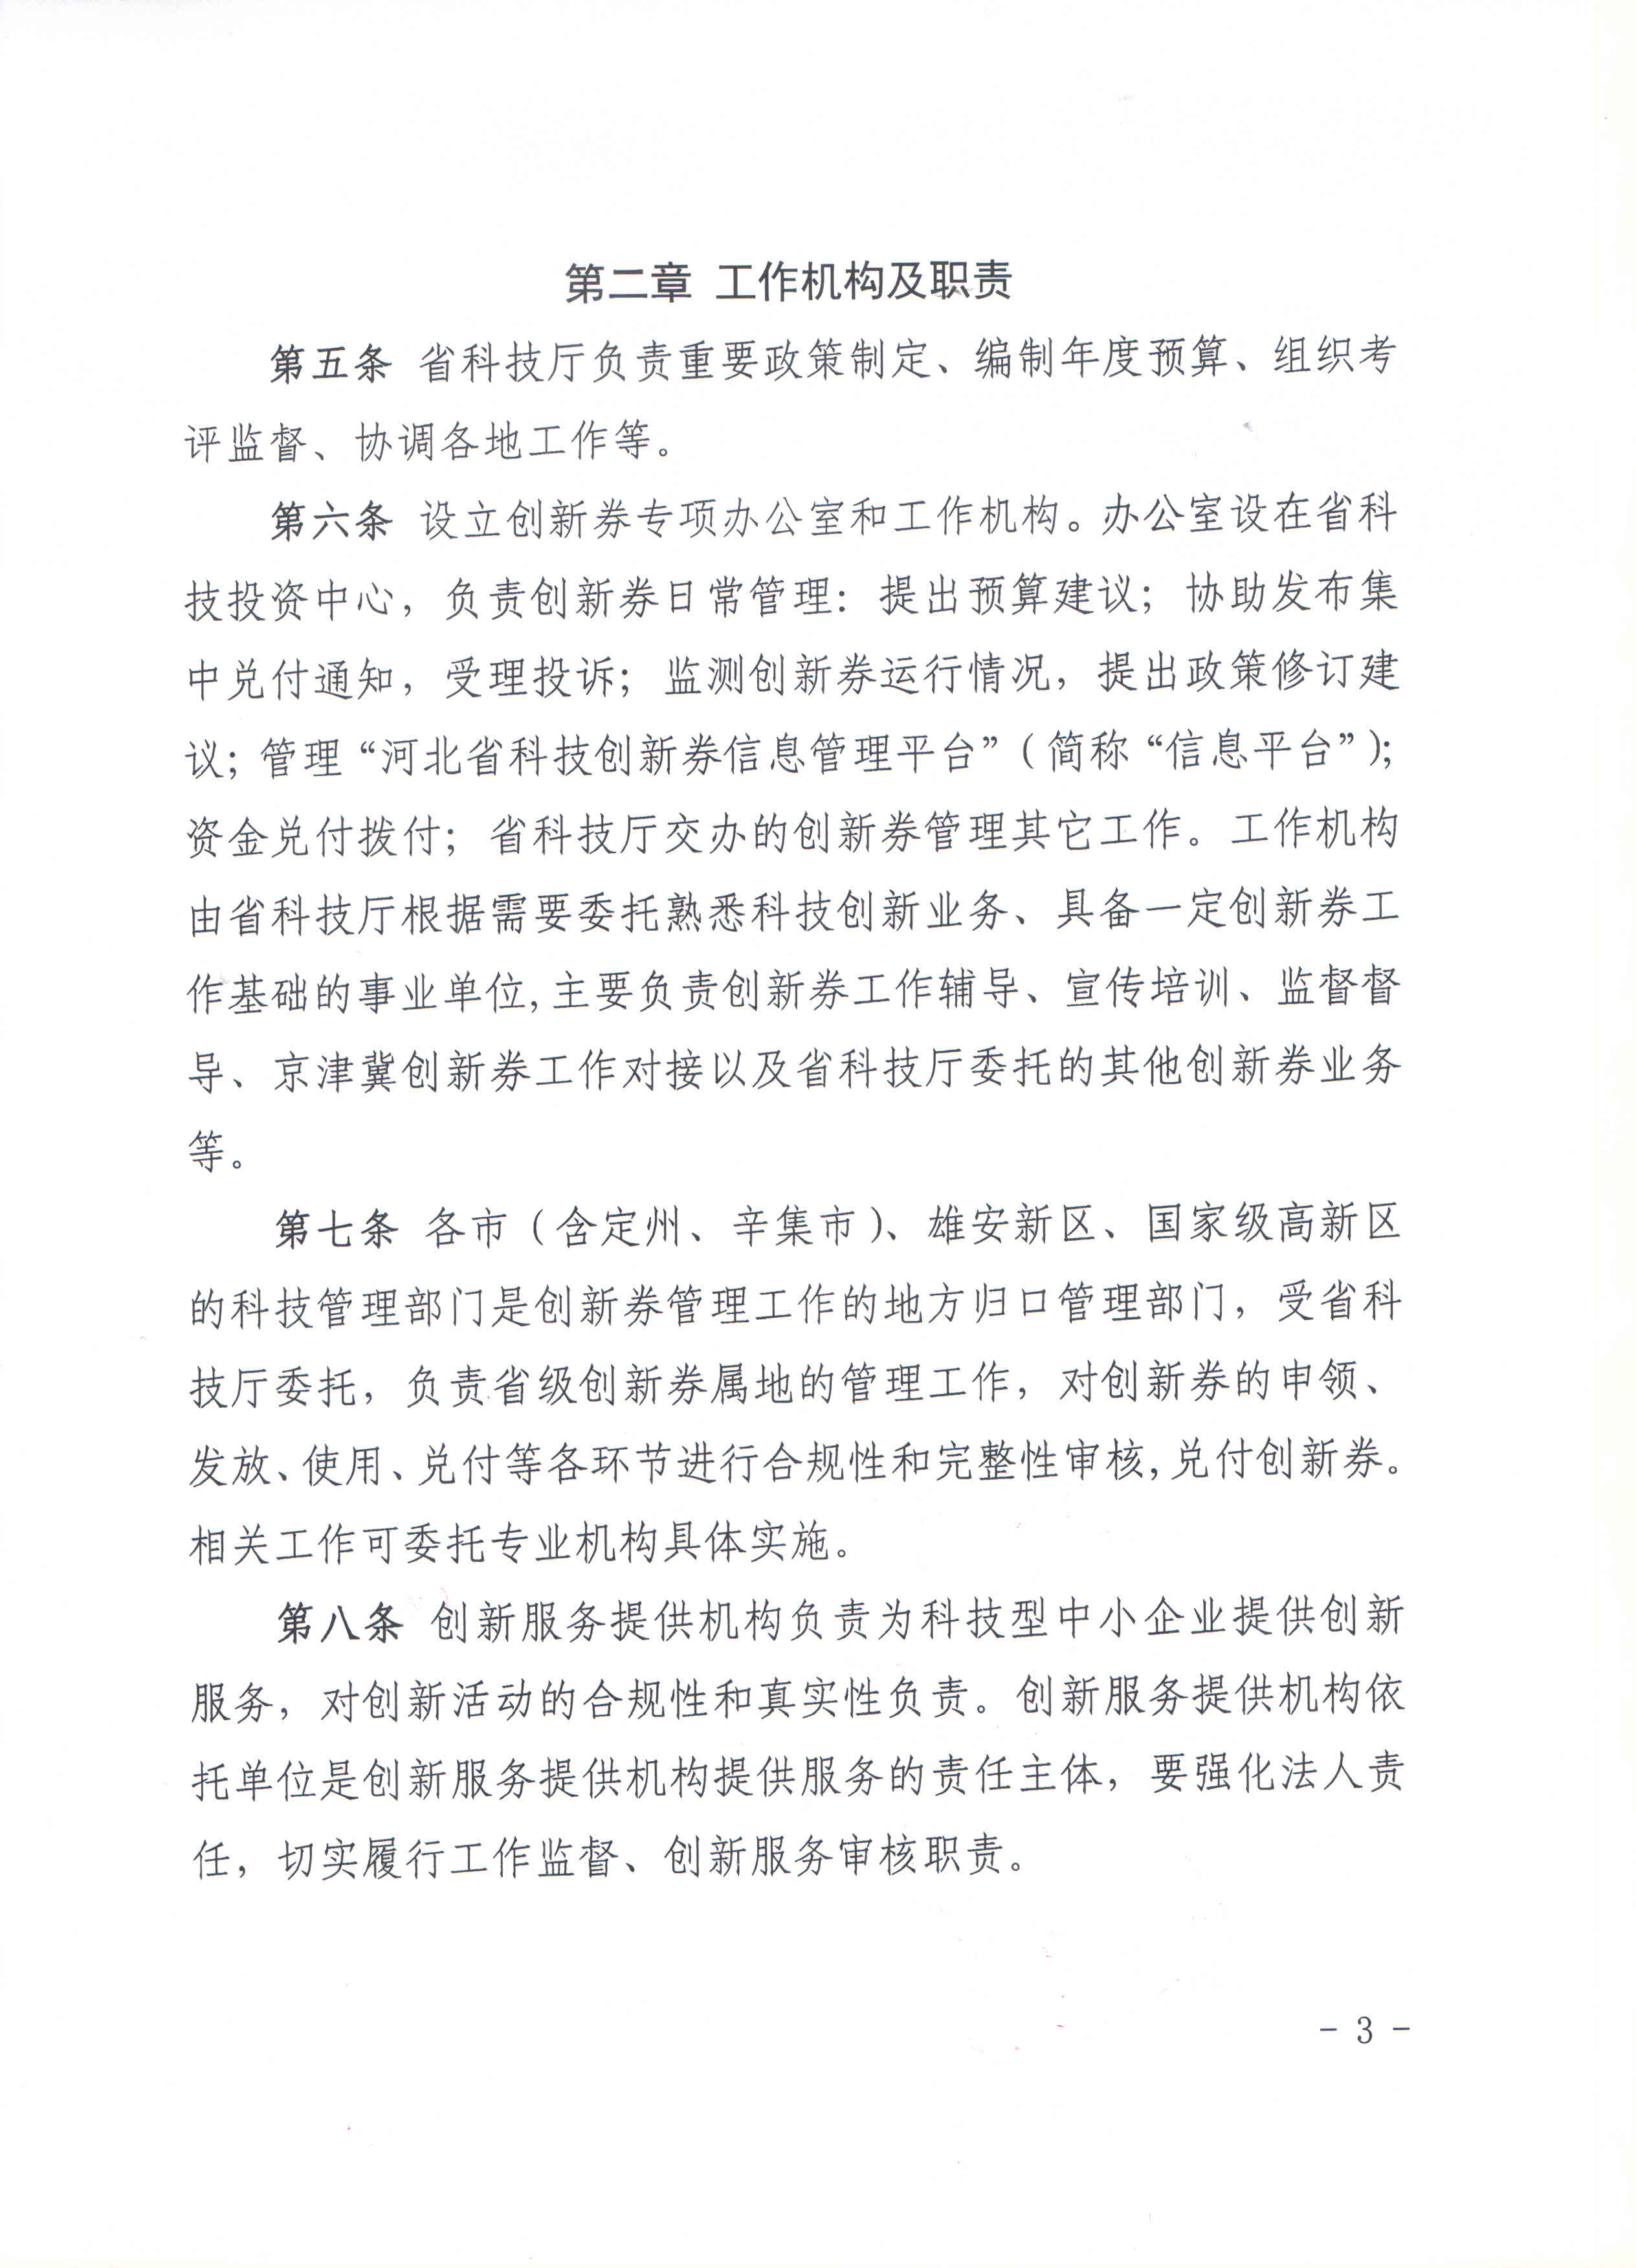 第二章 工作机构及职责
第五条 省科技厅负责重要政策制定、编制年度预算、组织考
评监督、协调各地工作等。
第六条 设立创新券专项办公室和工作机构。办公室设在省科
技投资中心，负责创新券日常管理：提出预算建议；协助发布集
中兑付通知，受理投诉；监测创新券运行情况，提出政策修订建
议；管理“河北省科技创新券信息管理平台”（简称“信息平台”）；
资金兑付拨付；省科技厅交办的创新券管理其它工作。工作机构
由省科技厅根据需要委托熟悉科技创新业务、具备一定创新券工
作基础的事业单位,主要负责创新券工作辅导、宣传培训、监督督
导、京津冀创新券工作对接以及省科技厅委托的其他创新券业务
等。
第七条 各市（含定州、辛集市）、雄安新区、国家级高新区
的科技管理部门是创新券管理工作的地方归口管理部门，受省科
技厅委托，负责省级创新券属地的管理工作，对创新券的申领、
发放、使用、兑付等各环节进行合规性和完整性审核,兑付创新券。
相关工作可委托专业机构具体实施。
第八条 创新服务提供机构负责为科技型中小企业提供创新
服务，对创新活动的合规性和真实性负责。创新服务提供机构依
托单位是创新服务提供机构提供服务的责任主体，要强化法人责
任，切实履行工作监督、创新服务审核职责。
- 3 -